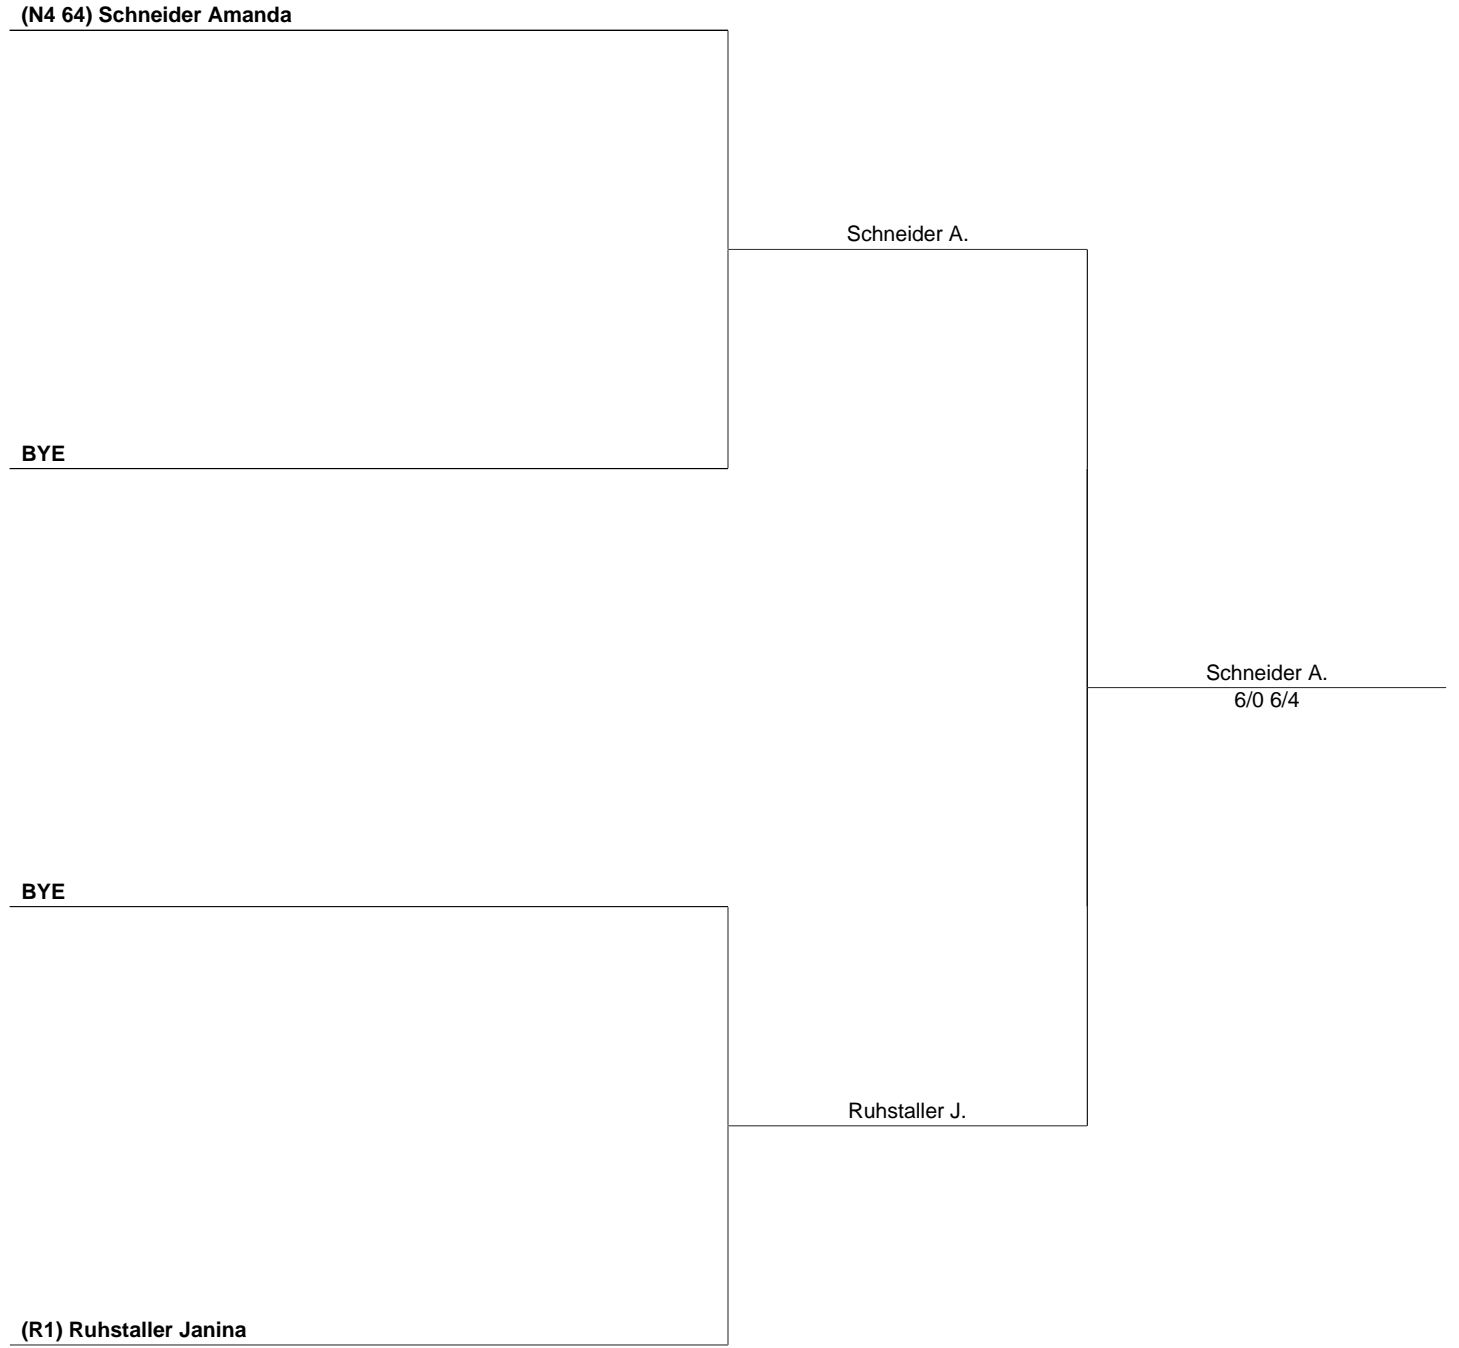 (N4 64) Schneider Amanda
Schneider A.
BYE
Schneider A.
6/0 6/4
BYE
Ruhstaller J.
(R1) Ruhstaller Janina